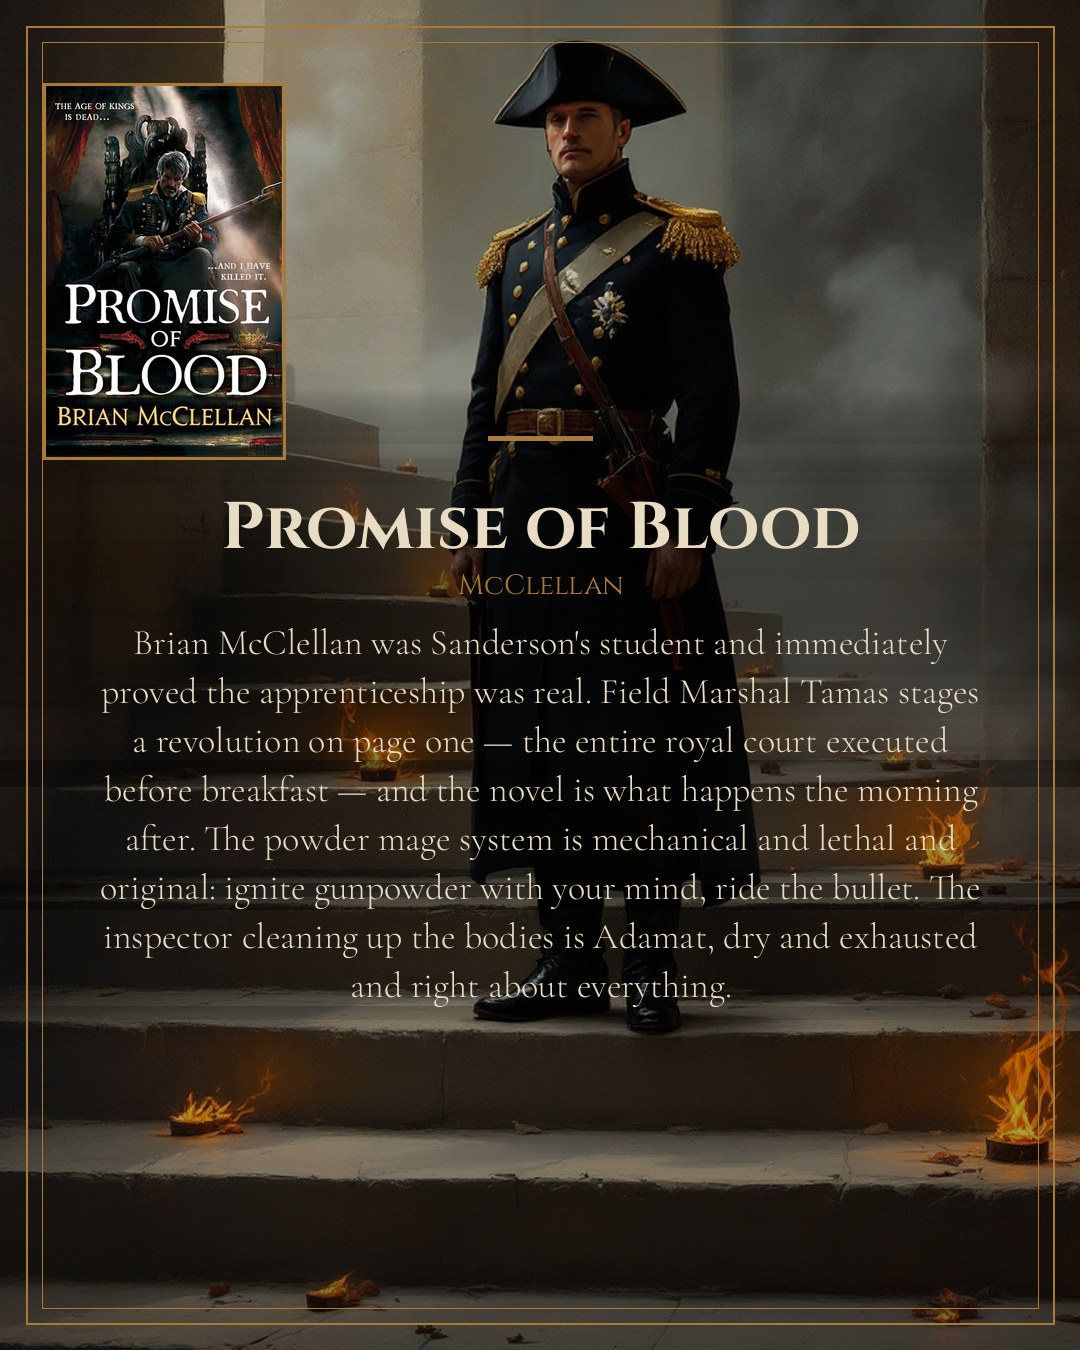 THE AGE OF KINGS
IS DEAD...
...AND I HAVE
KILLED IT.
PROMISE
OF
BLOOD
BRIAN MCCLELLAN
PROMISE OF BLOOD
MCCLELLAN
Brian McClellan was Sanderson's student and immediately
proved the apprenticeship was real. Field Marshal Tamas stages
a revolution on page one — the entire royal court executed
before breakfast — and the novel is what happens the morning
after. The powder mage system is mechanical and lethal and
original: ignite gunpowder with your mind, ride the bullet. The
inspector cleaning up the bodies is Adamat, dry and exhausted
and right about everything.